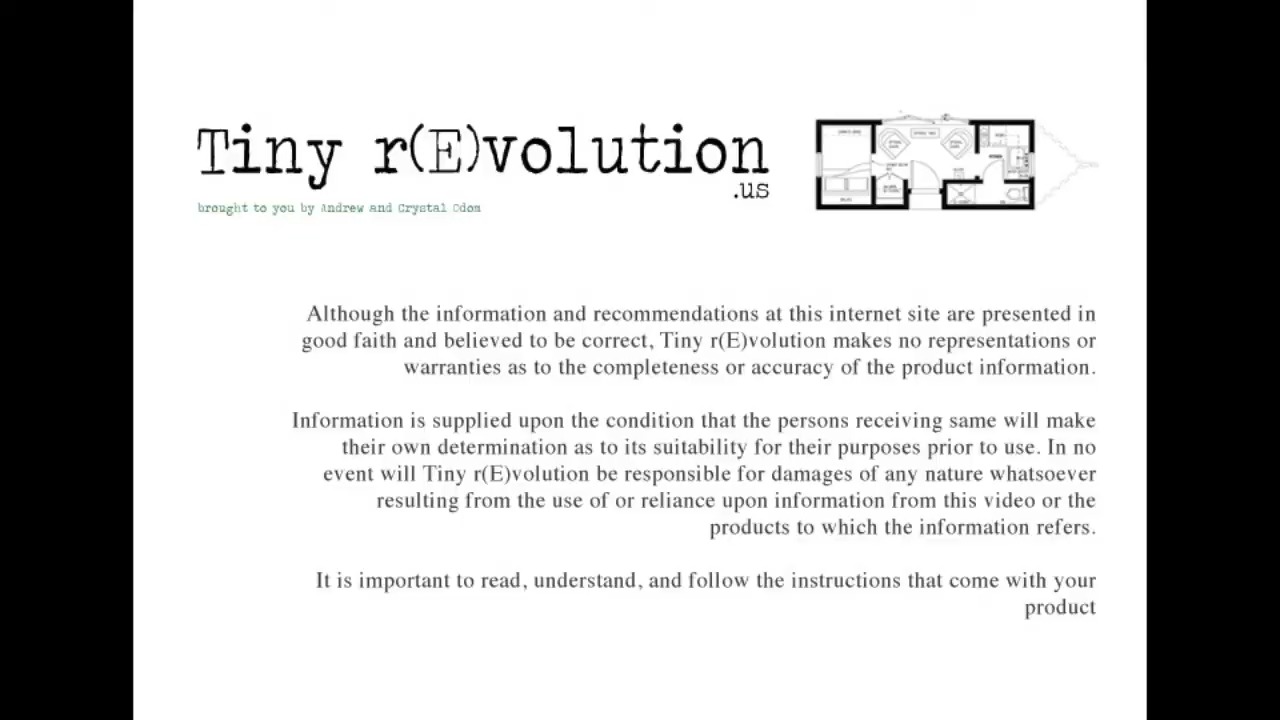 Tiny r(E)volution
.us
brought to you by Andrew and Crystal Odom
Although the information and recommendations at this internet site are presented in
good faith and believed to be correct, Tiny r(E)volution makes no representations or
warranties as to the completeness or accuracy of the product information.
Information is supplied upon the condition that the persons receiving same will make
their own determination as to its suitability for their purposes prior to use. In no
event will Tiny r(E)volution be responsible for damages of any nature whatsoever
resulting from the use of or reliance upon information from this video or the
products to which the information refers.
It is important to read, understand, and follow the instructions that come with your
product